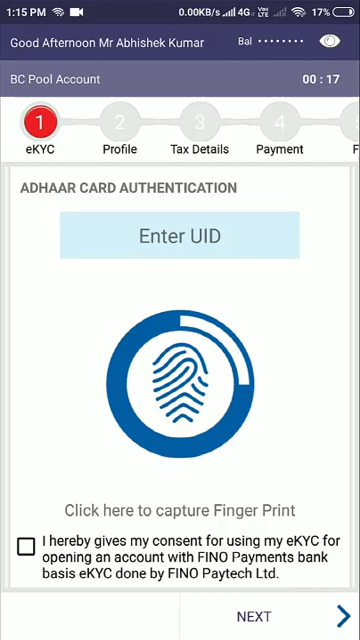 1:15 PM 0.00KB/s 4G VoLTE 17%
Good Afternoon Mr Abhishek Kumar Bal ········
BC Pool Account 00 : 17
1 2 3 4
eKYC Profile Tax Details Payment F
ADHAAR CARD AUTHENTICATION
Enter UID
Click here to capture Finger Print
I hereby gives my consent for using my eKYC for
opening an account with FINO Payments bank
basis eKYC done by FINO Paytech Ltd.
NEXT